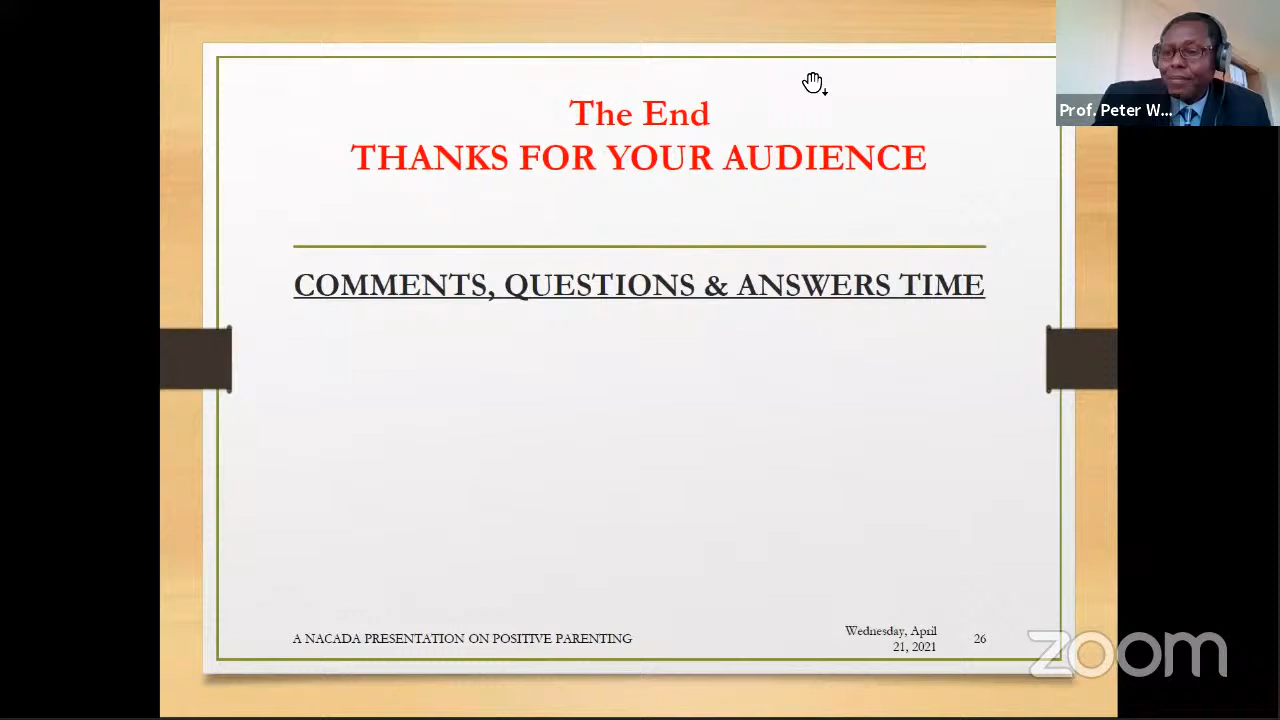 The End
THANKS FOR YOUR AUDIENCE
Prof. Peter W...
COMMENTS, QUESTIONS & ANSWERS TIME
A NACADA PRESENTATION ON POSITIVE PARENTING
Wednesday, April
21, 2021
26
zoom